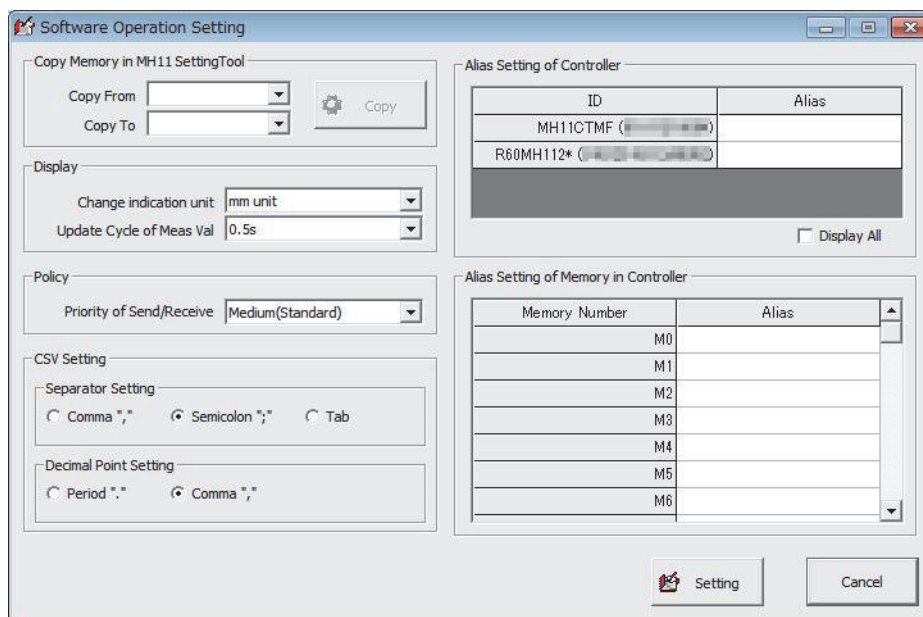 Software Operation Setting
Copy Memory in MH11 SettingTool
Copy From
Copy To
Copy
Display
Change indication unit mm unit
Update Cycle of Meas Val 0.5s
Policy
Priority of Send/Receive Medium(Standard)
CSV Setting
Separator Setting
Comma "," Semicolon ";" Tab
Decimal Point Setting
Period "." Comma ","
Alias Setting of Controller
ID Alias
MH11CTMF (
)
R60MH112* (
)
Display All
Alias Setting of Memory in Controller
Memory Number Alias
M0
M1
M2
M3
M4
M5
M6
Setting Cancel